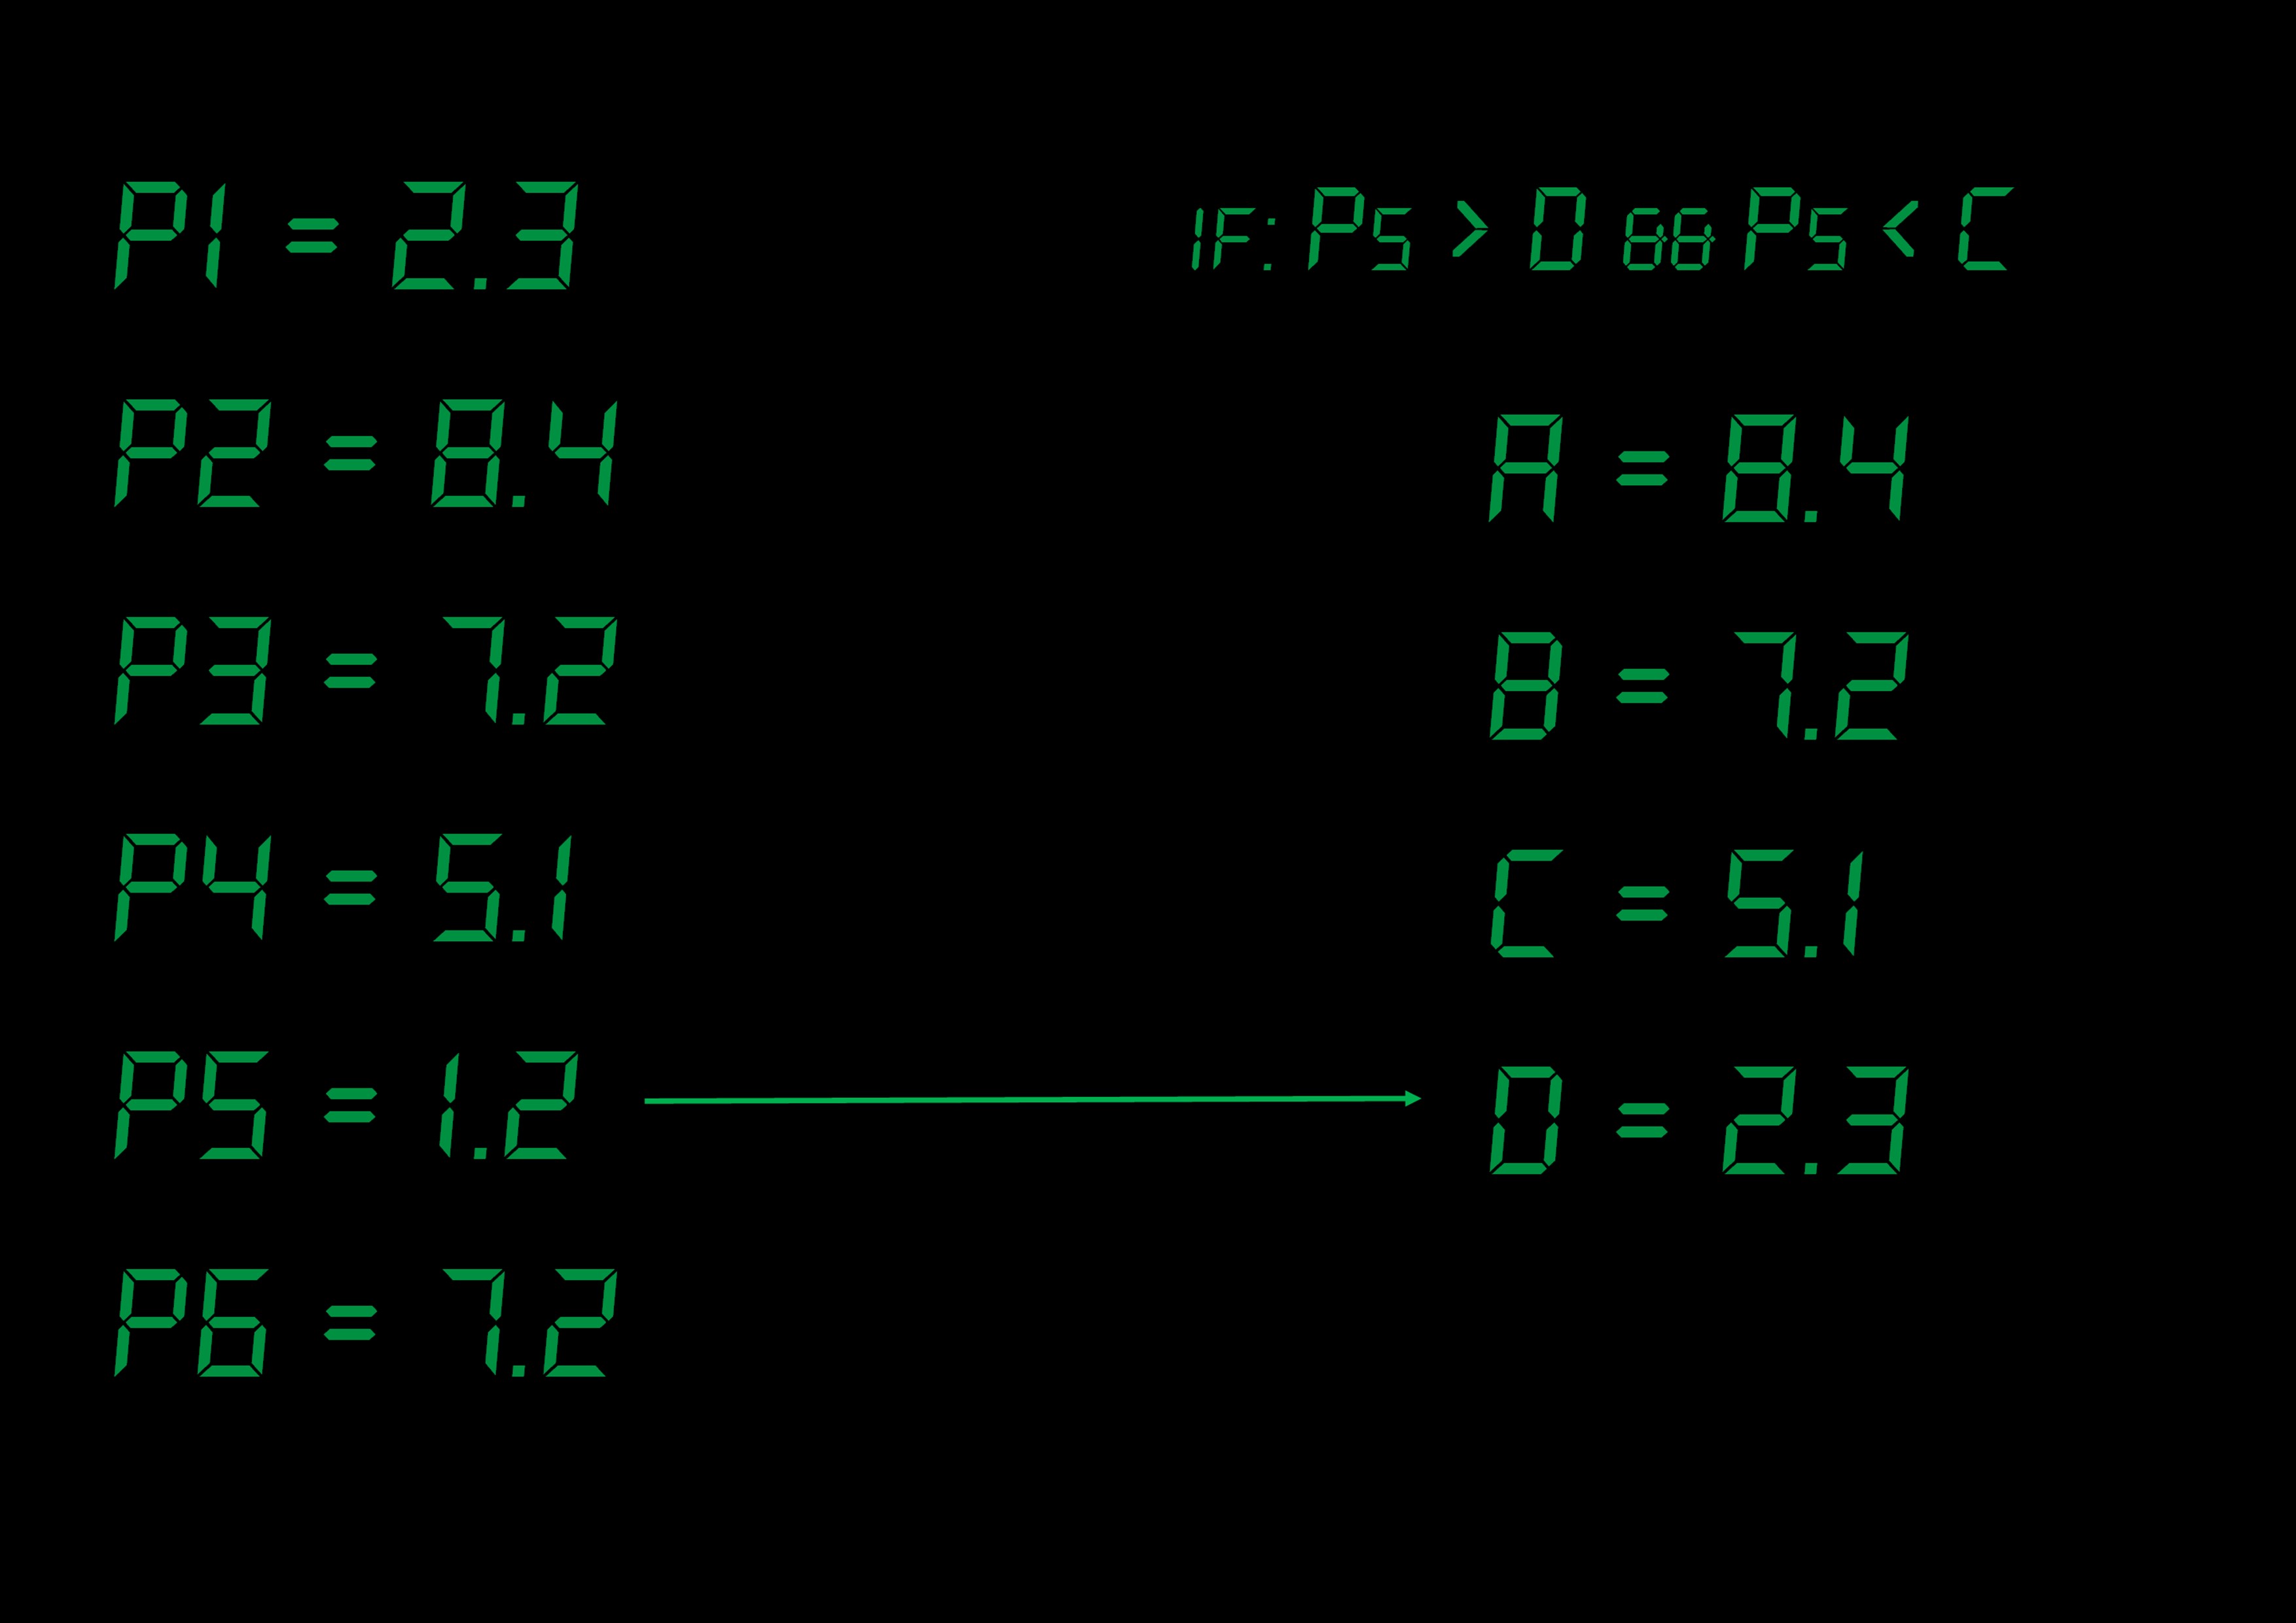 P1 = 2.3
P2 = 8.4
P3 = 7.2
P4 = 5.1
P5 = 1.2
P6 = 7.2
IF: P5 > D && P5 < C
A = 8.4
B = 7.2
C = 5.1
D = 2.3